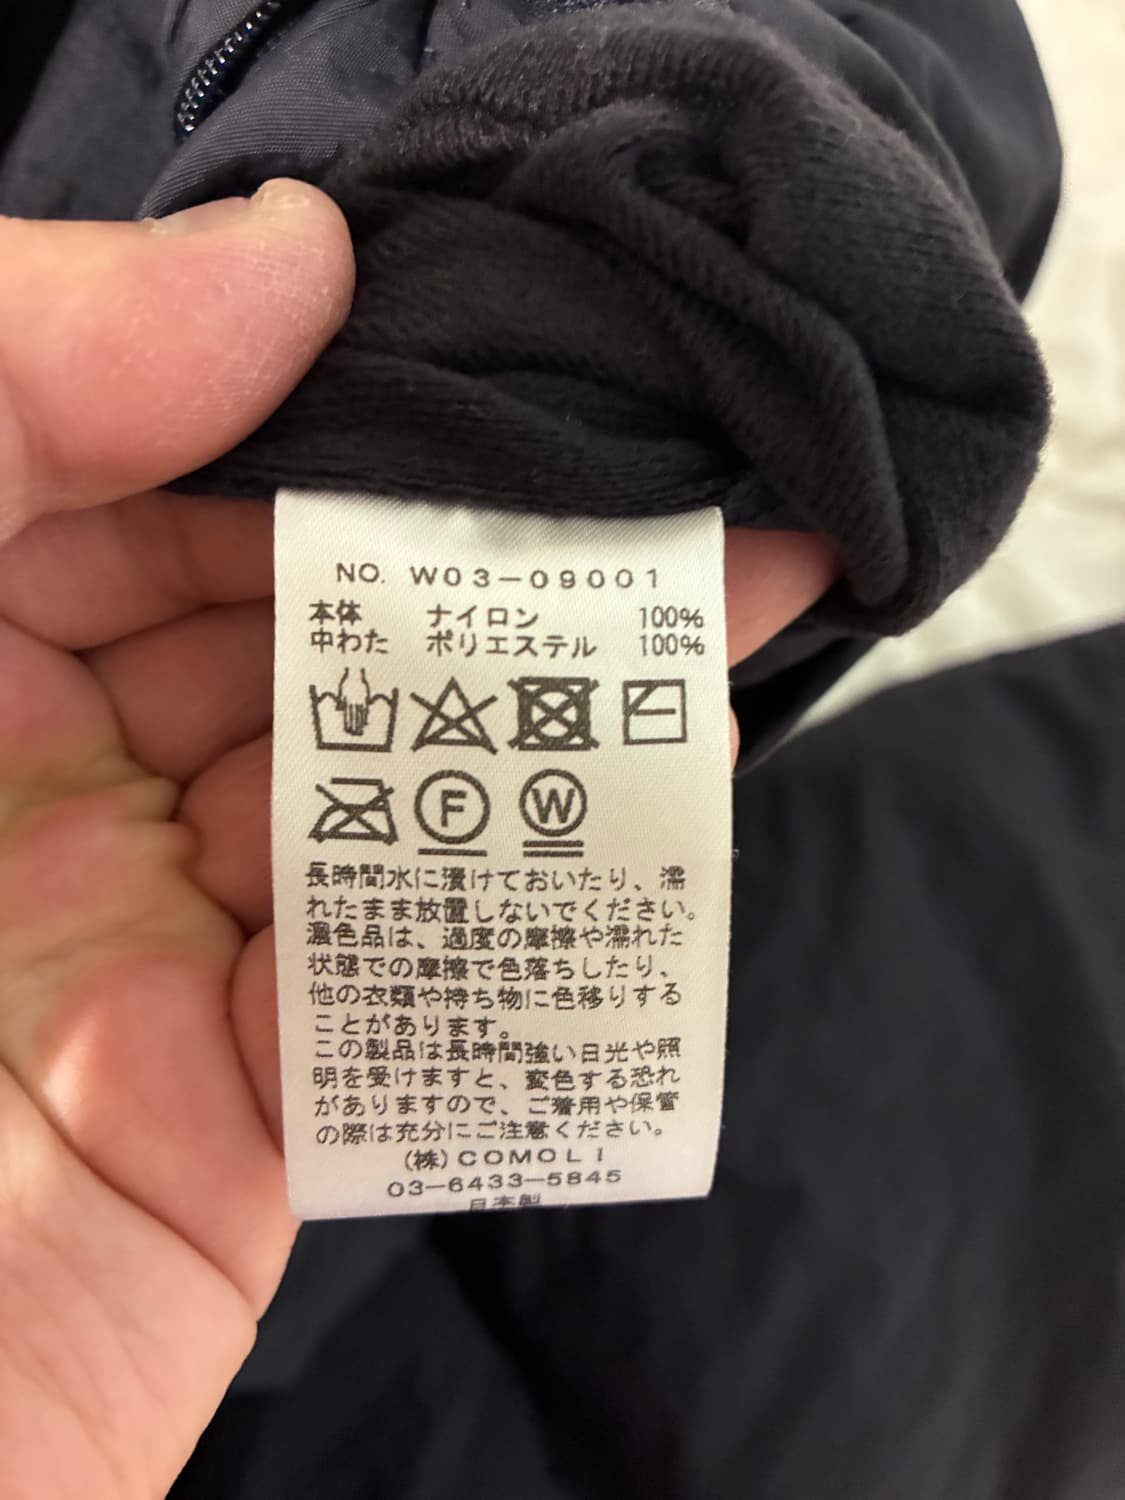 NO. W03-09001
本体 ナイロン 100%
中わた ポリエステル 100%
F W
長時間水に漬けておいたり、濡
れたまま放置しないでください。
濃色品は、過度の摩擦や濡れた
状態での摩擦で色落ちしたり、
他の衣類や持ち物に色移りする
ことがあります。
この製品は長時間強い日光や照
明を受けますと、変色する恐れ
がありますので、ご着用や保管
の際は充分にご注意ください。
(株)COMOLI
03-6433-5845
日本製